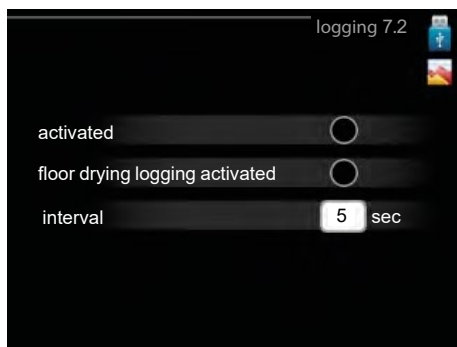 logging 7.2
activated
floor drying logging activated
interval 5 sec